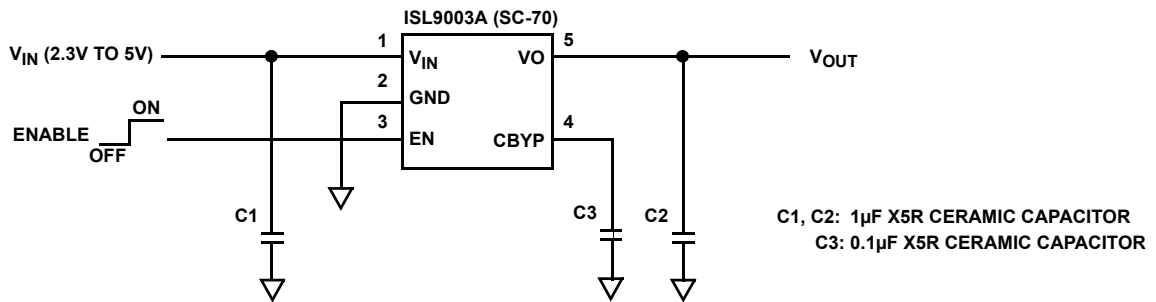 ISL9003A (SC-70)
VIN (2.3V TO 5V)
1
VIN
VO
5
VOUT
2
GND
ENABLE
ON
OFF
3
EN
CBYP
4
C1
C3
C2
C1, C2: 1µF X5R CERAMIC CAPACITOR
C3: 0.1µF X5R CERAMIC CAPACITOR